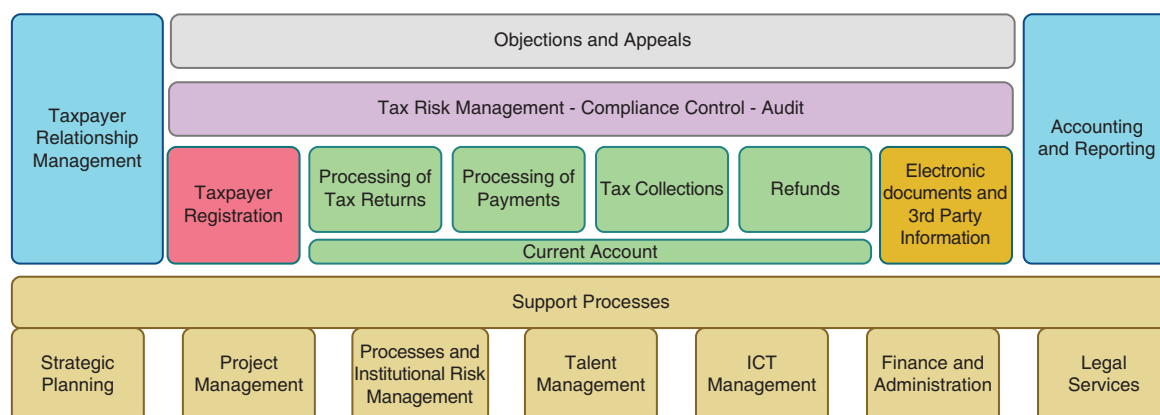 Taxpayer
Relationship
Management
Objections and Appeals
Tax Risk Management - Compliance Control - Audit
Taxpayer
Registration
Processing of
Tax Returns
Processing of
Payments
Tax Collections
Refunds
Current Account
Electronic
documents and
3rd Party
Information
Accounting
and Reporting
Support Processes
Strategic
Planning
Project
Management
Processes and
Institutional Risk
Management
Talent
Management
ICT
Management
Finance and
Administration
Legal
Services